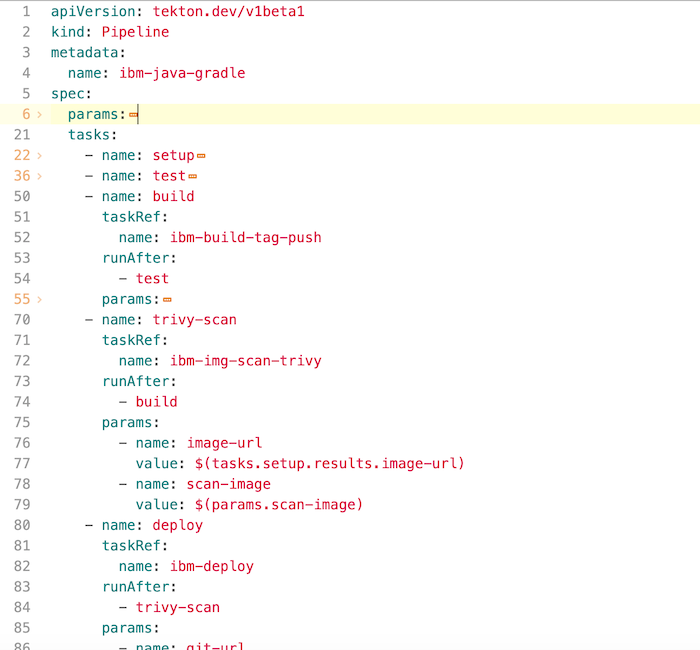 1 apiVersion: tekton.dev/v1beta1
2 kind: Pipeline
3 metadata:
4   name: ibm-java-gradle
5 spec:
6   params:
21   tasks:
22     - name: setup
36     - name: test
50     - name: build
51       taskRef:
52         name: ibm-build-tag-push
53       runAfter:
54         - test
55       params:
70     - name: trivy-scan
71       taskRef:
72         name: ibm-img-scan-trivy
73       runAfter:
74         - build
75       params:
76         - name: image-url
77           value: $(tasks.setup.results.image-url)
78         - name: scan-image
79           value: $(params.scan-image)
80     - name: deploy
81       taskRef:
82         name: ibm-deploy
83       runAfter:
84         - trivy-scan
85       params:
86         - name: git-url